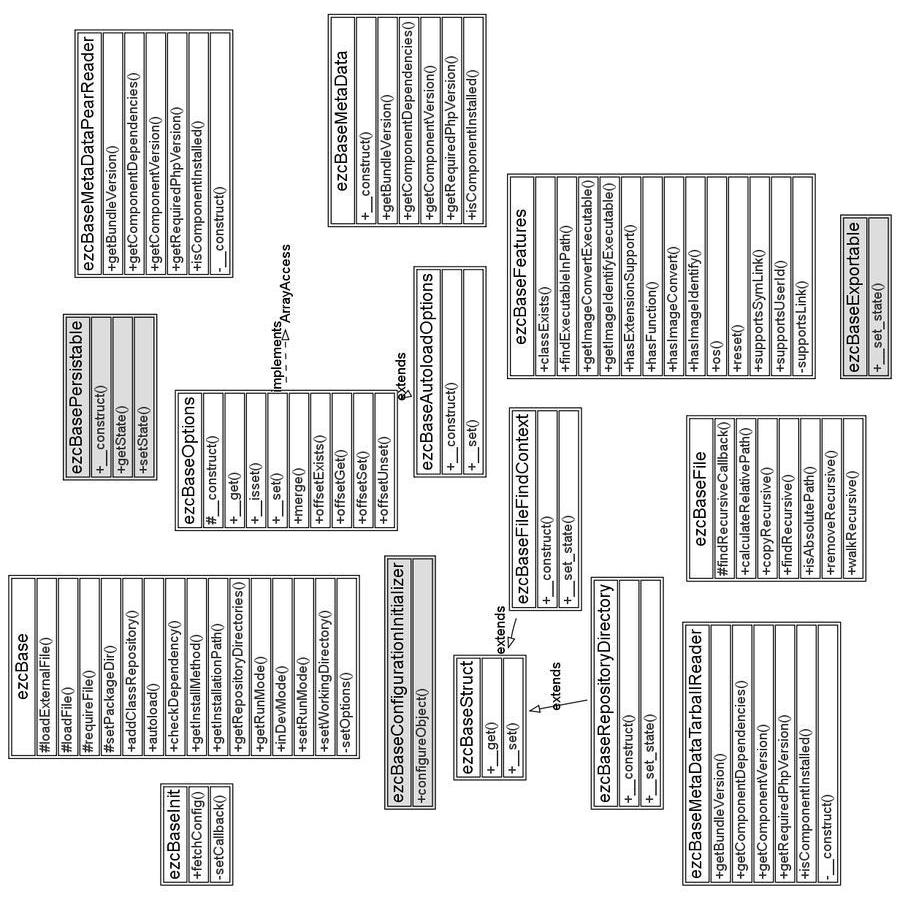 ezcBaseMetaDataPearReader
+getBundleVersion()
+getComponentDependencies()
+getComponentVersion()
+getRequiredPhpVersion()
+isComponentInstalled()
-__construct()
ezcBaseMetaData
+__construct()
+getBundleVersion()
+getComponentDependencies()
+getComponentVersion()
+getRequiredPhpVersion()
+isComponentInstalled()
ezcBasePersistable
+__construct()
+getState()
+setState()
implements
ArrayAccess
ezcBaseOptions
#__construct()
+__get()
+__isset()
+__set()
+merge()
+offsetExists()
+offsetGet()
+offsetSet()
+offsetUnset()
extends
ezcBaseAutoloadOptions
+__construct()
+__set()
ezcBaseFeatures
+classExists()
+findExecutableInPath()
+getImageConvertExecutable()
+getImageIdentifyExecutable()
+hasExtensionSupport()
+hasFunction()
+hasImageConvert()
+hasImageIdentify()
+os()
+reset()
+supportsSymLink()
+supportsUserId()
-supportsLink()
ezcBaseExportable
+__set_state()
ezcBase
#loadExternalFile()
#loadFile()
#requireFile()
#setPackageDir()
+addClassRepository()
+autoload()
+checkDependency()
+getInstallMethod()
+getInstallationPath()
+getRepositoryDirectories()
+getRunMode()
+inDevMode()
+setRunMode()
+setWorkingDirectory()
-setOptions()
ezcBaseConfigurationInitializer
+configureObject()
ezcBaseFileFindContext
+__construct()
+__set_state()
extends
ezcBaseStruct
+__get()
+__set()
extends
ezcBaseRepositoryDirectory
+__construct()
+__set_state()
ezcBaseFile
#findRecursiveCallback()
+calculateRelativePath()
+copyRecursive()
+findRecursive()
+isAbsolutePath()
+removeRecursive()
+walkRecursive()
ezcBaseInit
+fetchConfig()
-setCallback()
ezcBaseMetaDataTarballReader
+getBundleVersion()
+getComponentDependencies()
+getComponentVersion()
+getRequiredPhpVersion()
+isComponentInstalled()
-__construct()